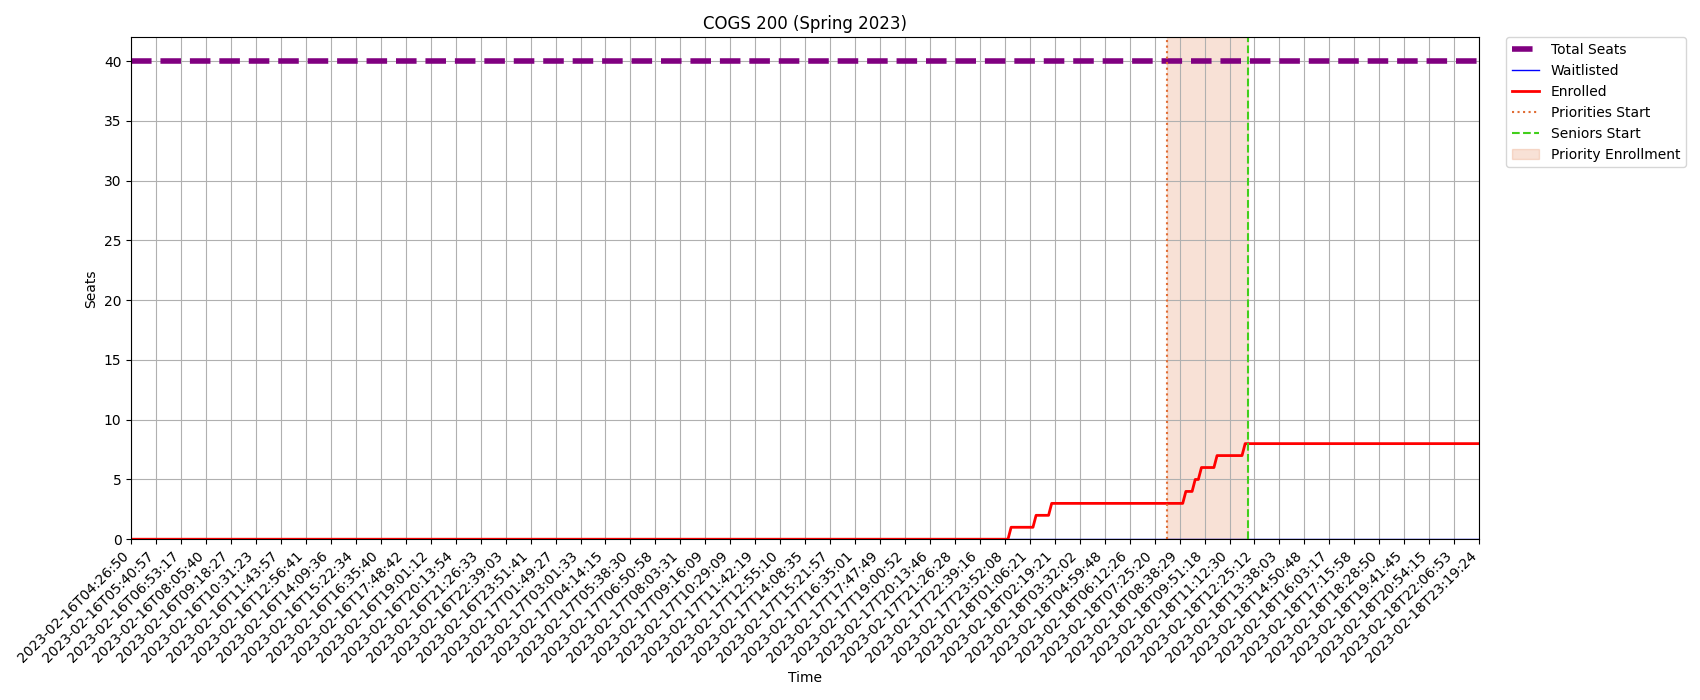 COGS 200 (Spring 2023)
Total Seats
Waitlisted
Enrolled
Priorities Start
Seniors Start
Priority Enrollment
Seats
40
35
30
25
20
15
10
5
0
2023-02-16T04:26:50
2023-02-16T05:40:57
2023-02-16T06:53:17
2023-02-16T08:05:40
2023-02-16T09:18:27
2023-02-16T10:31:23
2023-02-16T11:43:57
2023-02-16T12:56:41
2023-02-16T14:09:36
2023-02-16T15:22:34
2023-02-16T16:35:40
2023-02-16T17:48:42
2023-02-16T19:01:12
2023-02-16T20:13:54
2023-02-16T21:26:33
2023-02-16T22:39:03
2023-02-16T23:51:41
2023-02-17T01:49:27
2023-02-17T03:01:33
2023-02-17T04:14:15
2023-02-17T05:38:30
2023-02-17T06:50:58
2023-02-17T08:03:31
2023-02-17T09:16:09
2023-02-17T10:29:09
2023-02-17T11:42:19
2023-02-17T12:55:10
2023-02-17T14:08:35
2023-02-17T15:21:57
2023-02-17T16:35:01
2023-02-17T17:47:49
2023-02-17T19:00:52
2023-02-17T20:13:46
2023-02-17T21:26:28
2023-02-17T22:39:16
2023-02-17T23:52:08
2023-02-18T01:06:21
2023-02-18T02:19:21
2023-02-18T03:32:02
2023-02-18T04:59:48
2023-02-18T06:12:26
2023-02-18T07:25:20
2023-02-18T08:38:29
2023-02-18T09:51:18
2023-02-18T11:12:30
2023-02-18T12:25:12
2023-02-18T13:38:03
2023-02-18T14:50:48
2023-02-18T16:03:17
2023-02-18T17:15:58
2023-02-18T18:28:50
2023-02-18T19:41:45
2023-02-18T20:54:15
2023-02-18T22:06:53
2023-02-18T23:19:24
Time